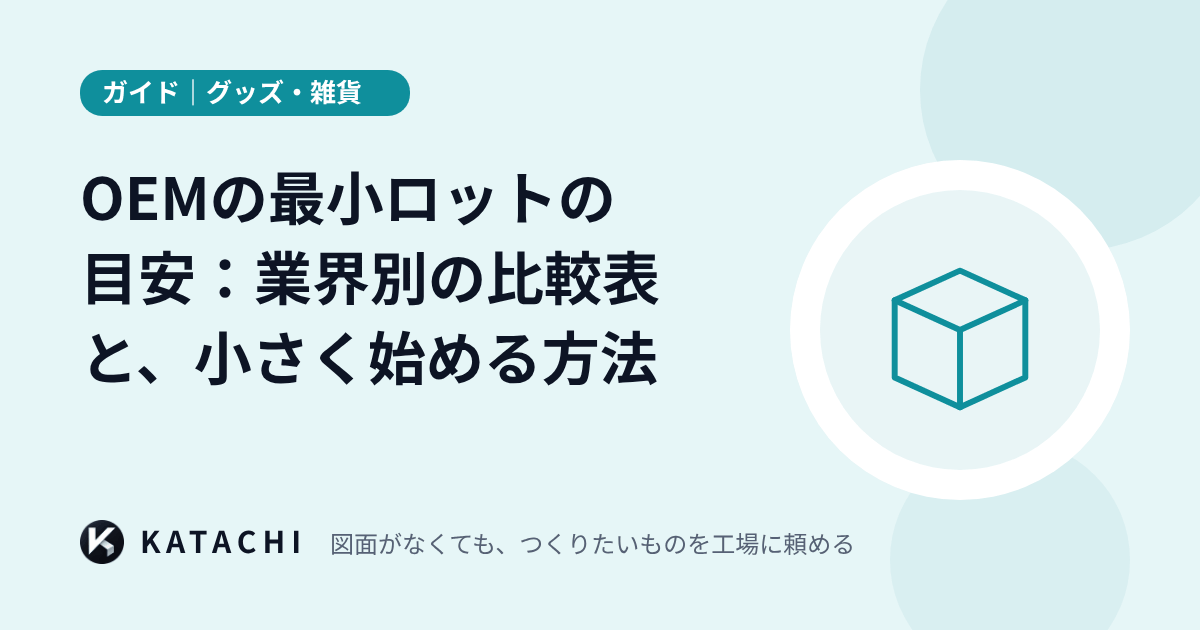 ガイド｜グッズ・雑貨
OEMの最小ロットの
目安：業界別の比較表
と、小さく始める方法
KATACHI 図面がなくても、つくりたいものを工場に頼める